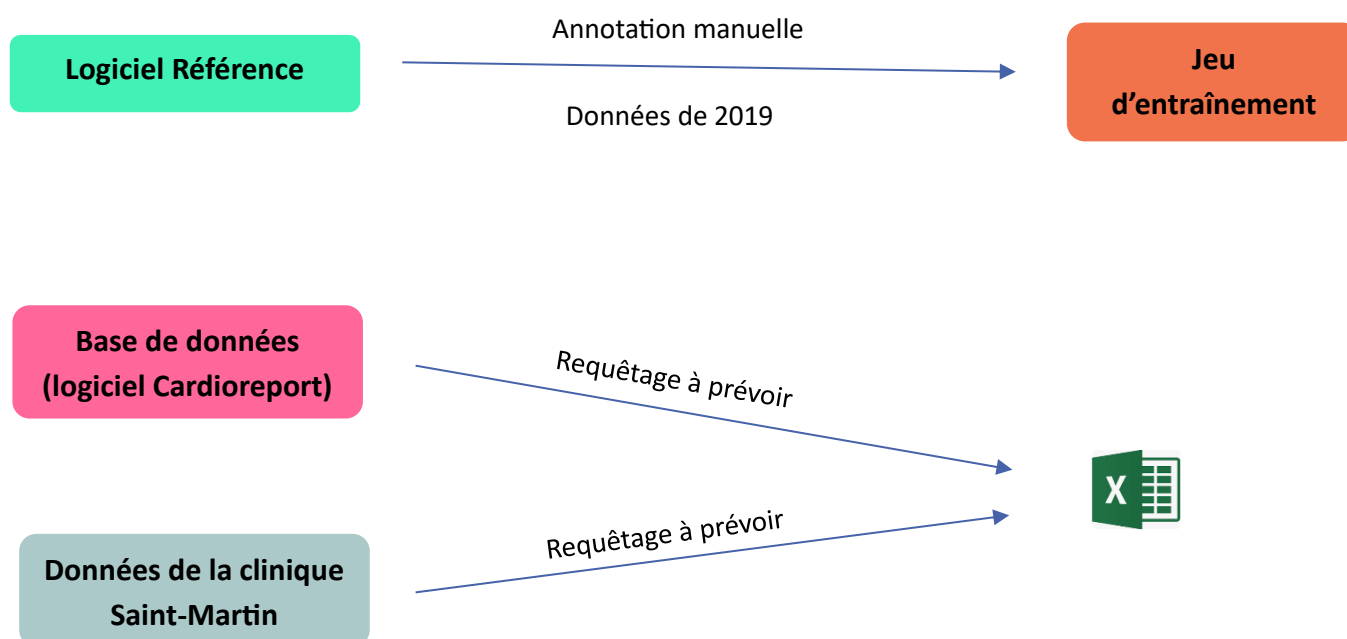 Annotation manuelle
Logiciel Référence
Jeu
d’entraînement
Données de 2019
Base de données
(logiciel Cardioreport)
Requêtage à prévoir
X
Requêtage à prévoir
Données de la clinique
Saint-Martin